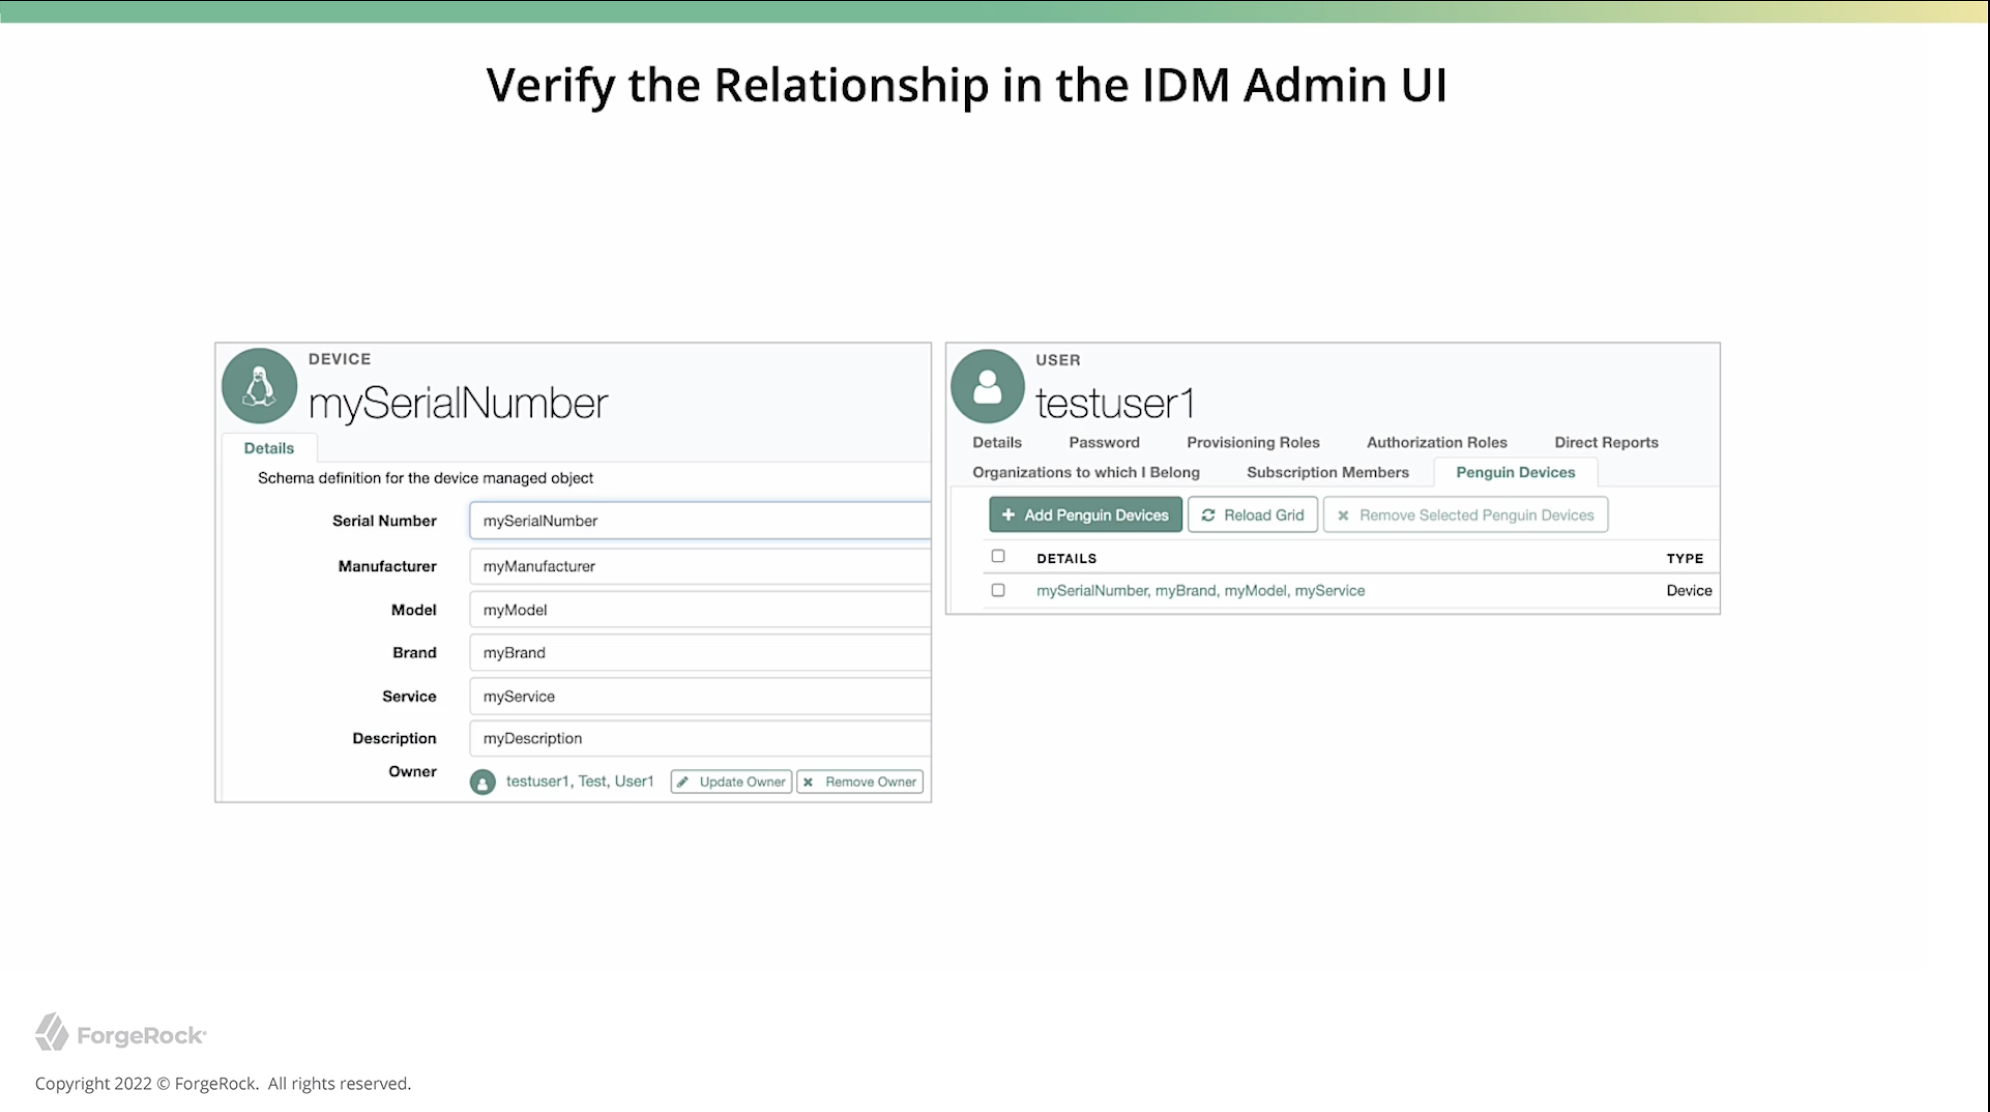 Verify the Relationship in the IDM Admin UI
DEVICE
mySerialNumber
Details
Schema definition for the device managed object
Serial Number mySerialNumber
Manufacturer myManufacturer
Model myModel
Brand myBrand
Service myService
Description myDescription
Owner testuser1, Test, User1 Update Owner Remove Owner
USER
testuser1
Details Password Provisioning Roles Authorization Roles Direct Reports
Organizations to which I Belong Subscription Members Penguin Devices
Add Penguin Devices Reload Grid Remove Selected Penguin Devices
DETAILS TYPE
mySerialNumber, myBrand, myModel, myService Device
ForgeRock
Copyright 2022 © ForgeRock. All rights reserved.